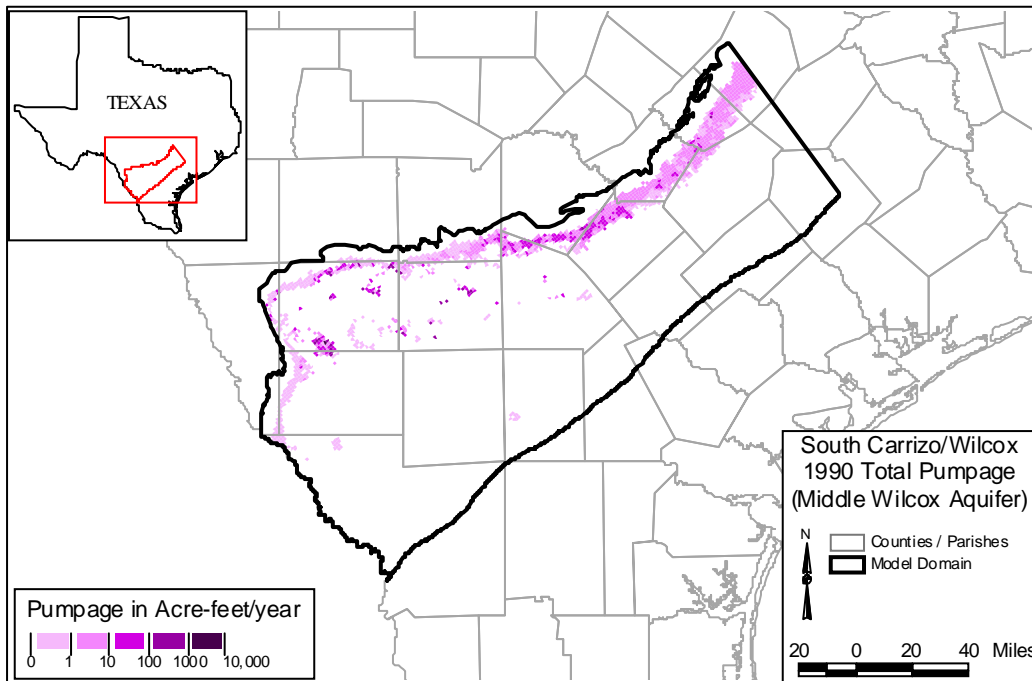 TEXAS
South Carrizo/Wilcox
1990 Total Pumpage
(Middle Wilcox Aquifer)
N
Counties / Parishes
Model Domain
20 0 20 40 Miles
Pumpage in Acre-feet/year
0 1 10 100 1000 10,000